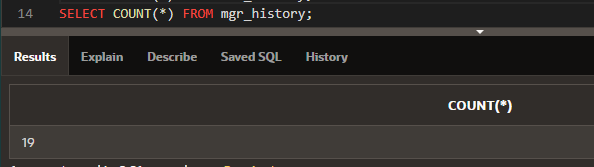 14 SELECT COUNT(*) FROM mgr_history;
Results Explain Describe Saved SQL History
COUNT(*)
19